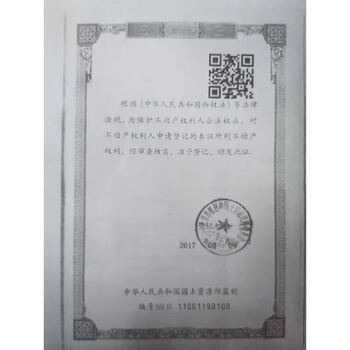 根据《中华人民共和国物权法》等法律
法规，为保护不动产权利人合法权益，对
不动产权利人申请登记的本证所列不动产
权利，经审查核实，准予登记，颁发此证。
2017 08 09
中华人民共和国国土资源部监制
编号№D 11001190100